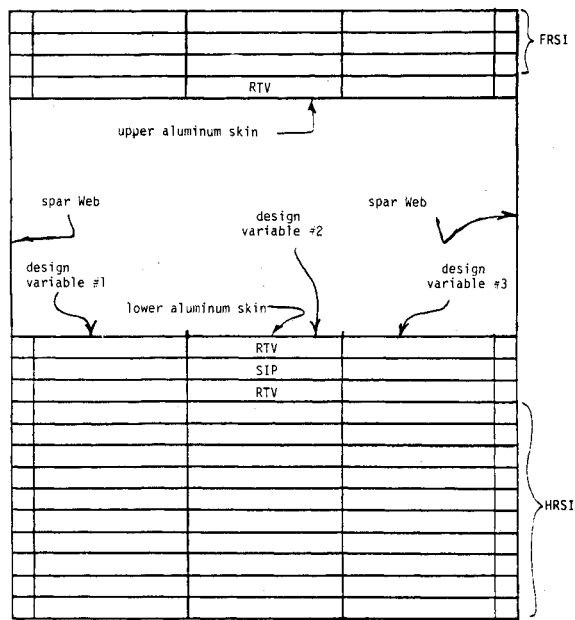 FRSI
RTV
upper aluminum skin
spar Web
spar Web
design
variable #2
design
variable #1
design
variable #3
lower aluminum skin
RTV
SIP
RTV
HRSI